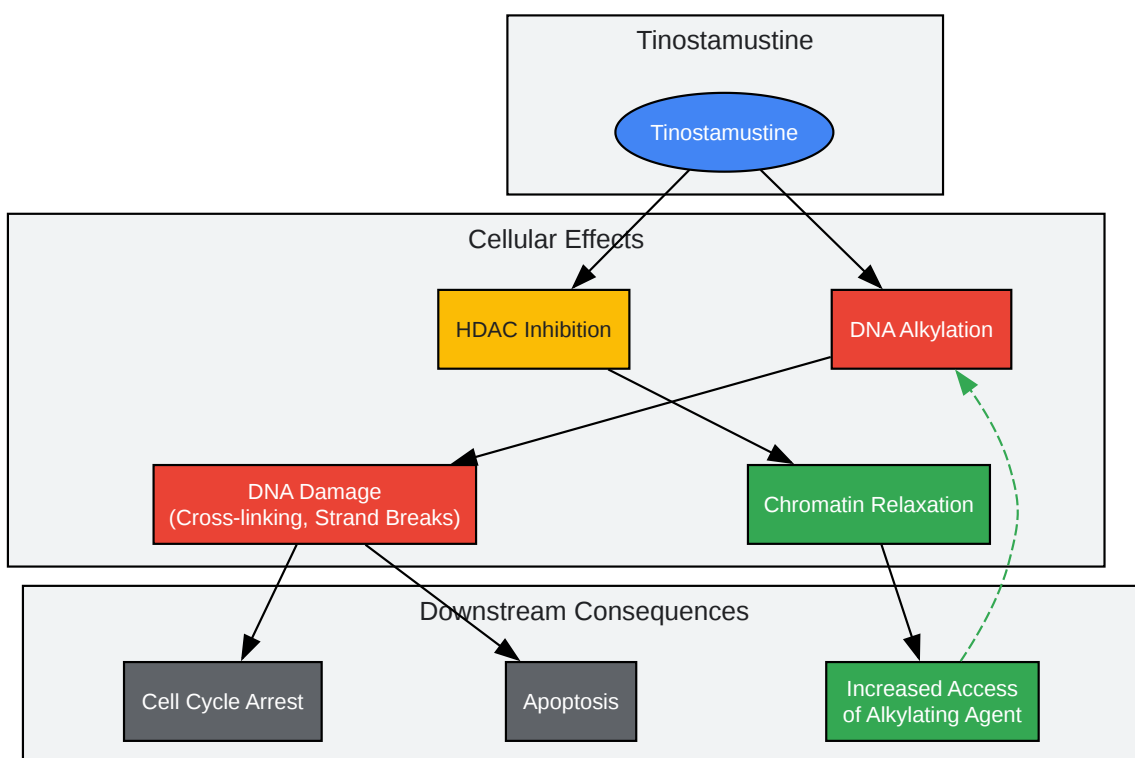 Tinostamustine
Tinostamustine
Cellular Effects
HDAC Inhibition
DNA Alkylation
DNA Damage
(Cross-linking, Strand Breaks)
Chromatin Relaxation
Downstream Consequences
Cell Cycle Arrest
Apoptosis
Increased Access
of Alkylating Agent